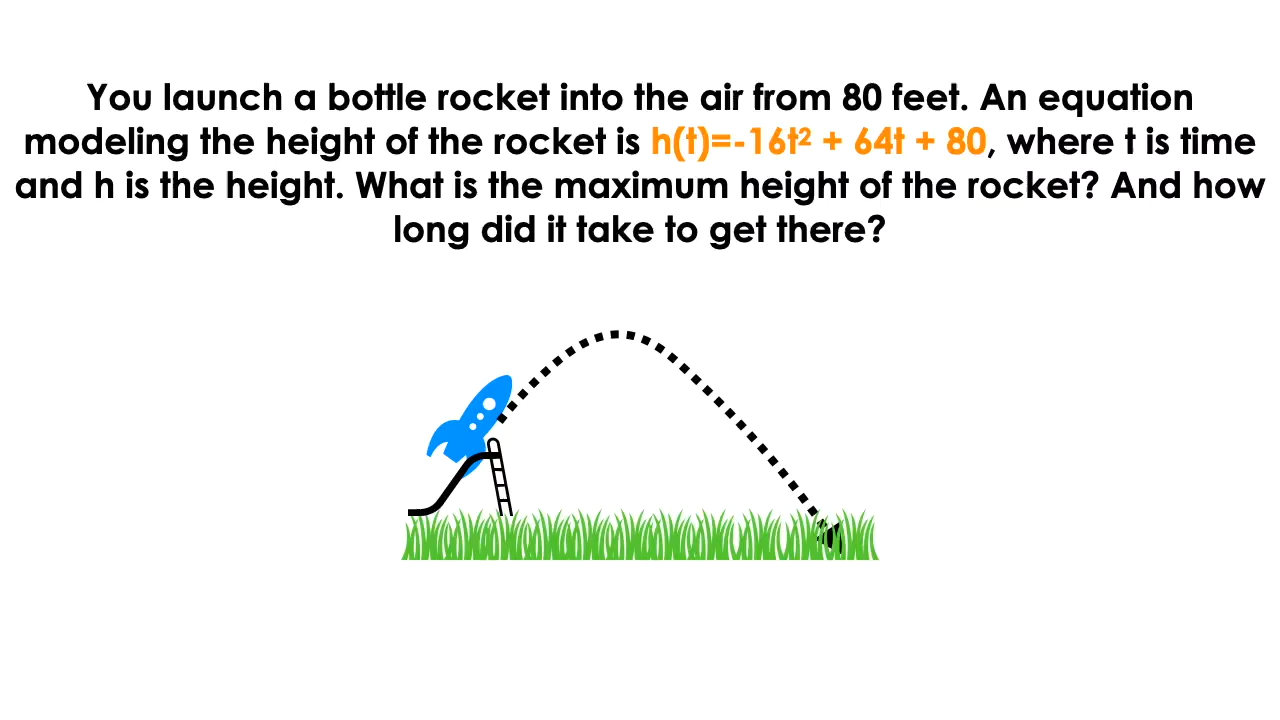 You launch a bottle rocket into the air from 80 feet. An equation
modeling the height of the rocket is h(t)=-16t² + 64t + 80, where t is time
and h is the height. What is the maximum height of the rocket? And how
long did it take to get there?